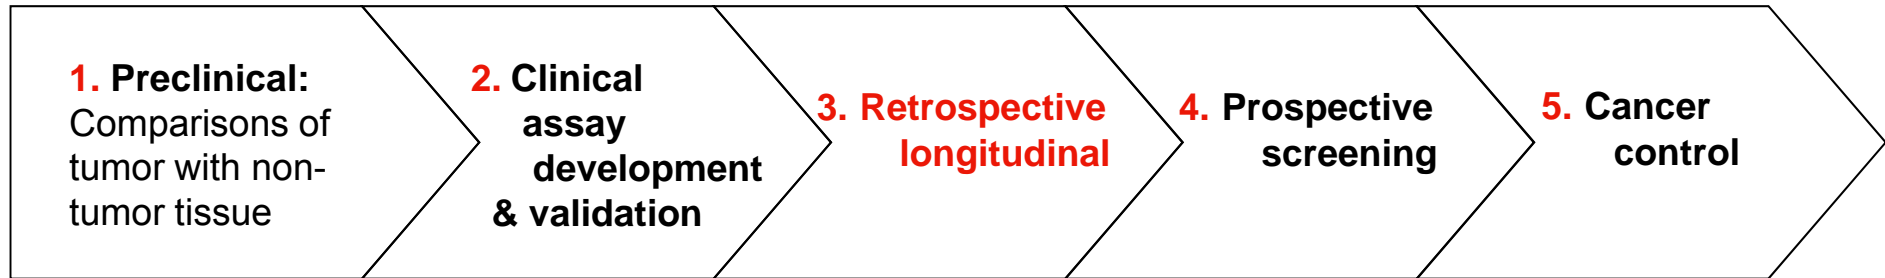 1. Preclinical:
Comparisons of
tumor with non-
tumor tissue
2. Clinical
assay
development
& validation
3. Retrospective
longitudinal
4. Prospective
screening
5. Cancer
control